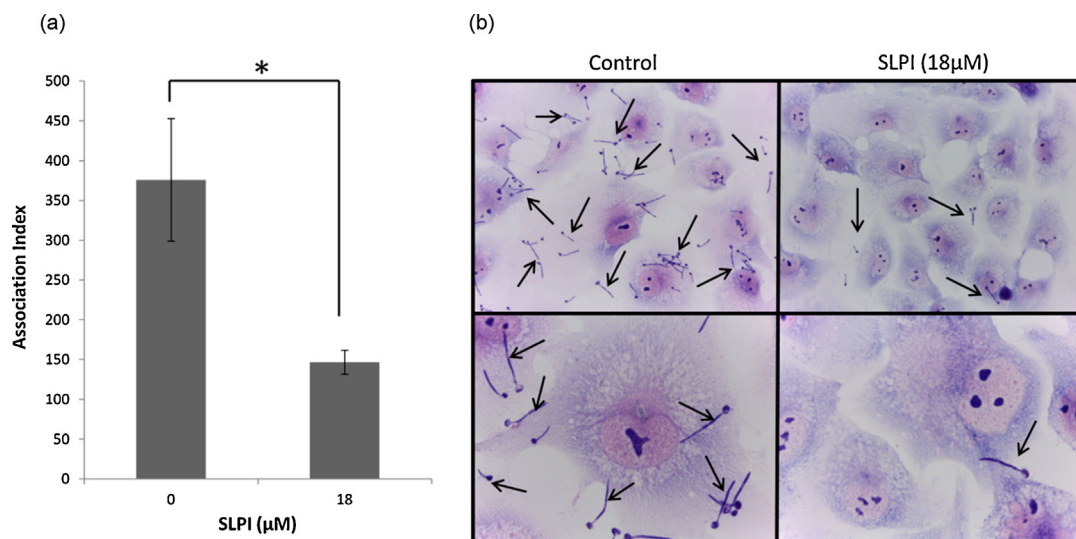 (a)
*
500
450
400
350
300
250
200
150
100
50
0
Association Index
0
18
SLPI (μM)
(b)
Control
SLPI (18μM)